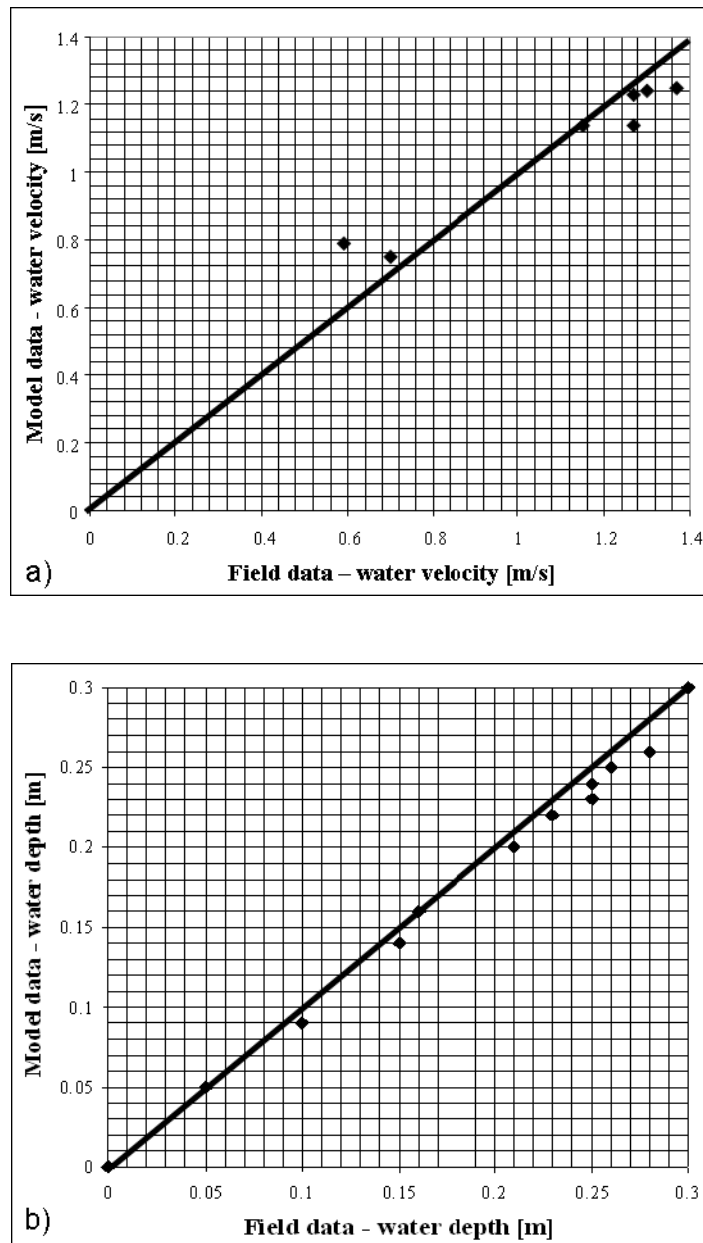 1.4
1.2
1
0.8
0.6
0.4
0.2
0
0 0.2 0.4 0.6 0.8 1 1.2 1.4
Model data - water velocity [m/s]
Field data – water velocity [m/s]
a)
0.3
0.25
0.2
0.15
0.1
0.05
0
0 0.05 0.1 0.15 0.2 0.25 0.3
Model data - water depth [m]
Field data - water depth [m]
b)